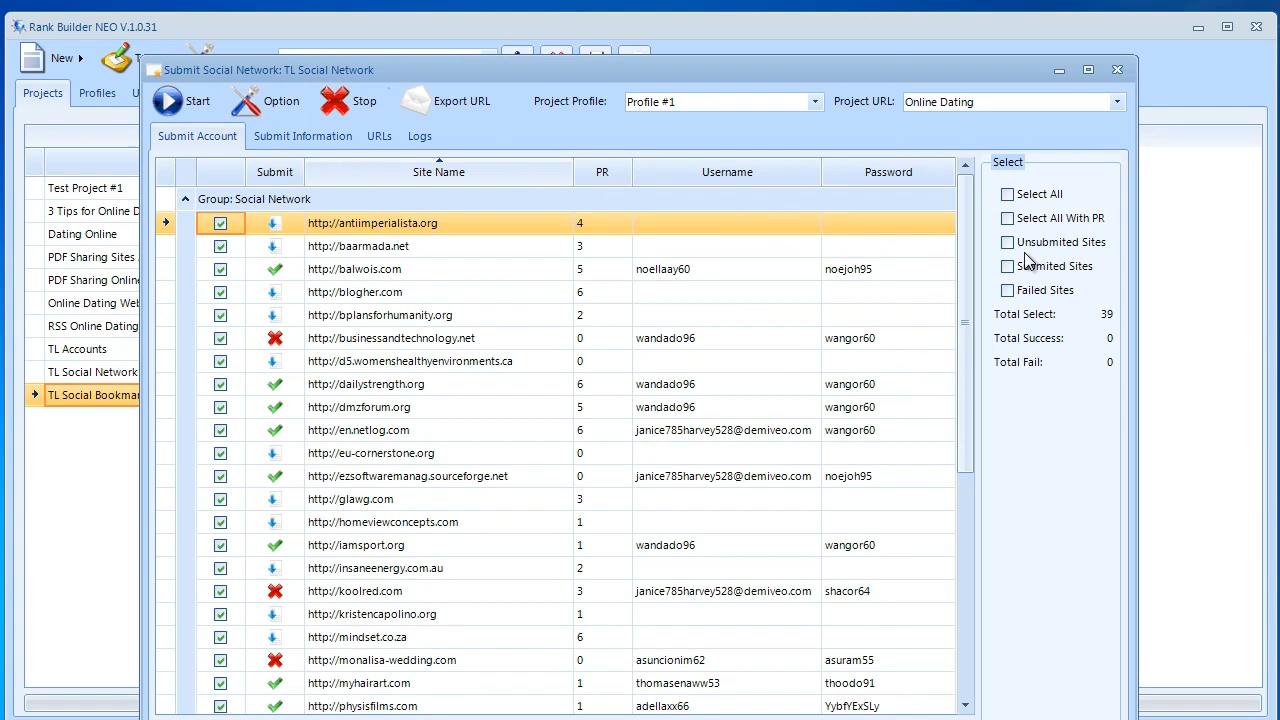 Rank Builder NEO V.1.0.31
New
Projects Profiles U
Test Project #1
3 Tips for Online D
Dating Online
PDF Sharing Sites
PDF Sharing Online
Online Dating Web
RSS Online Dating
TL Accounts
TL Social Network
TL Social Bookmar
Submit Social Network: TL Social Network
Start Option Stop Export URL Project Profile: Profile #1 Project URL: Online Dating
Submit Account Submit Information URLs Logs
Submit Site Name PR Username Password
Group: Social Network
http://antiimperialista.org 4
http://baarmada.net 3
http://balwois.com 5 noellaay60 noejoh95
http://blogher.com 6
http://bplansforhumanity.org 2
http://businessandtechnology.net 0 wandado96 wangor60
http://d5.womenshealthyenvironments.ca 0
http://dailystrength.org 6 wandado96 wangor60
http://dmzforum.org 5 wandado96 wangor60
http://en.netlog.com 6 janice785harvey528@demiveo.com wangor60
http://eu-cornerstone.org 0
http://ezsoftwaremanag.sourceforge.net 0 janice785harvey528@demiveo.com noejoh95
http://glawg.com 3
http://homeviewconcepts.com 1
http://iamsport.org 1 wandado96 wangor60
http://insaneenergy.com.au 2
http://koolred.com 3 janice785harvey528@demiveo.com shacor64
http://kristencapolino.org 1
http://mindset.co.za 6
http://monalisa-wedding.com 0 asuncionim62 asuram55
http://myhairart.com 1 thomasenaww53 thoodo91
http://physisfilms.com 1 adellaxx66 YybfYExSLy
Select
Select All
Select All With PR
Unsubmited Sites
Submited Sites
Failed Sites
Total Select: 39
Total Success: 0
Total Fail: 0